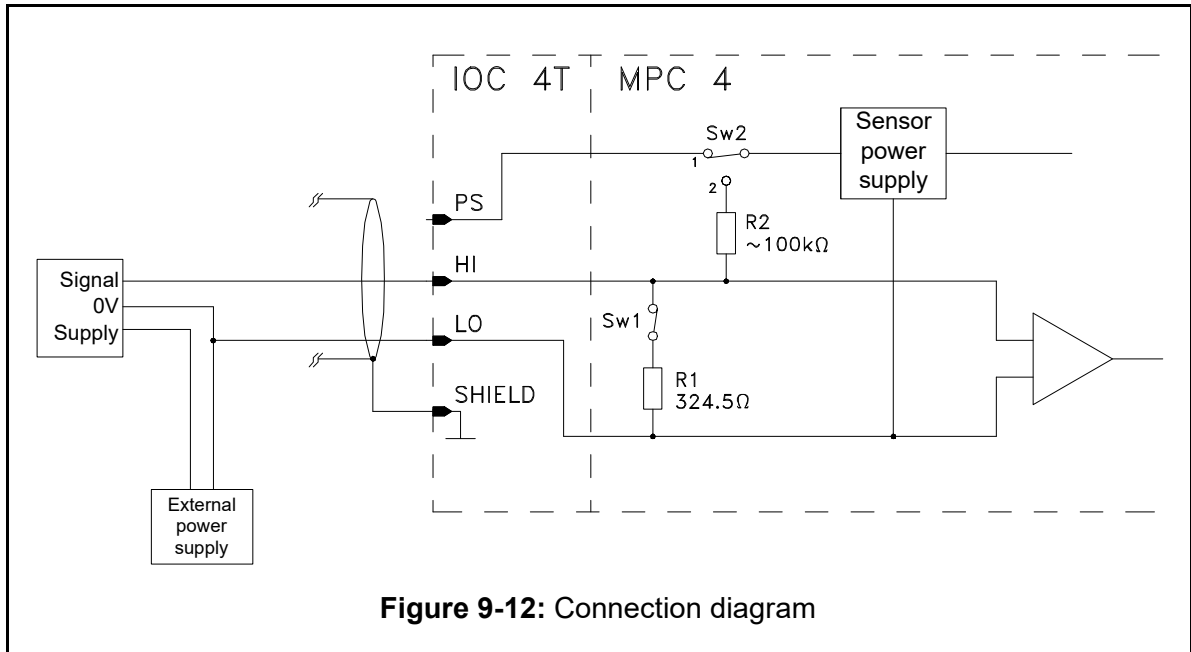 IOC 4T
MPC 4
Sensor
power
supply
Sw2
1
2
PS
R2
~100kΩ
HI
Signal
0V
Supply
Sw1
LO
R1
324.5Ω
SHIELD
External
power
supply
Figure 9-12: Connection diagram